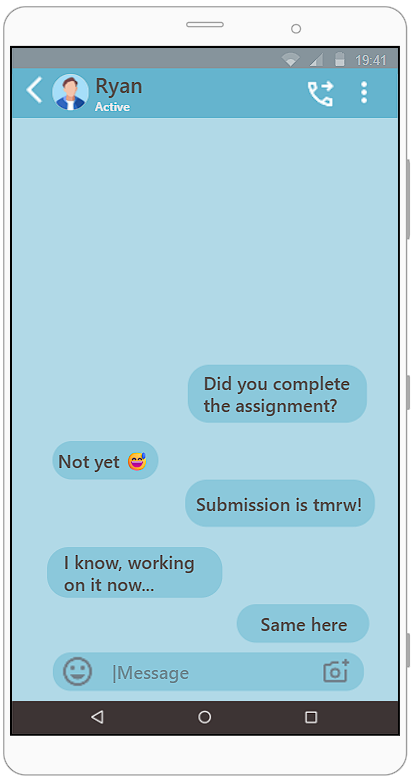 19:41
Ryan
Active
Did you complete
the assignment?
Not yet 😅
Submission is tmrw!
I know, working
on it now...
Same here
|Message